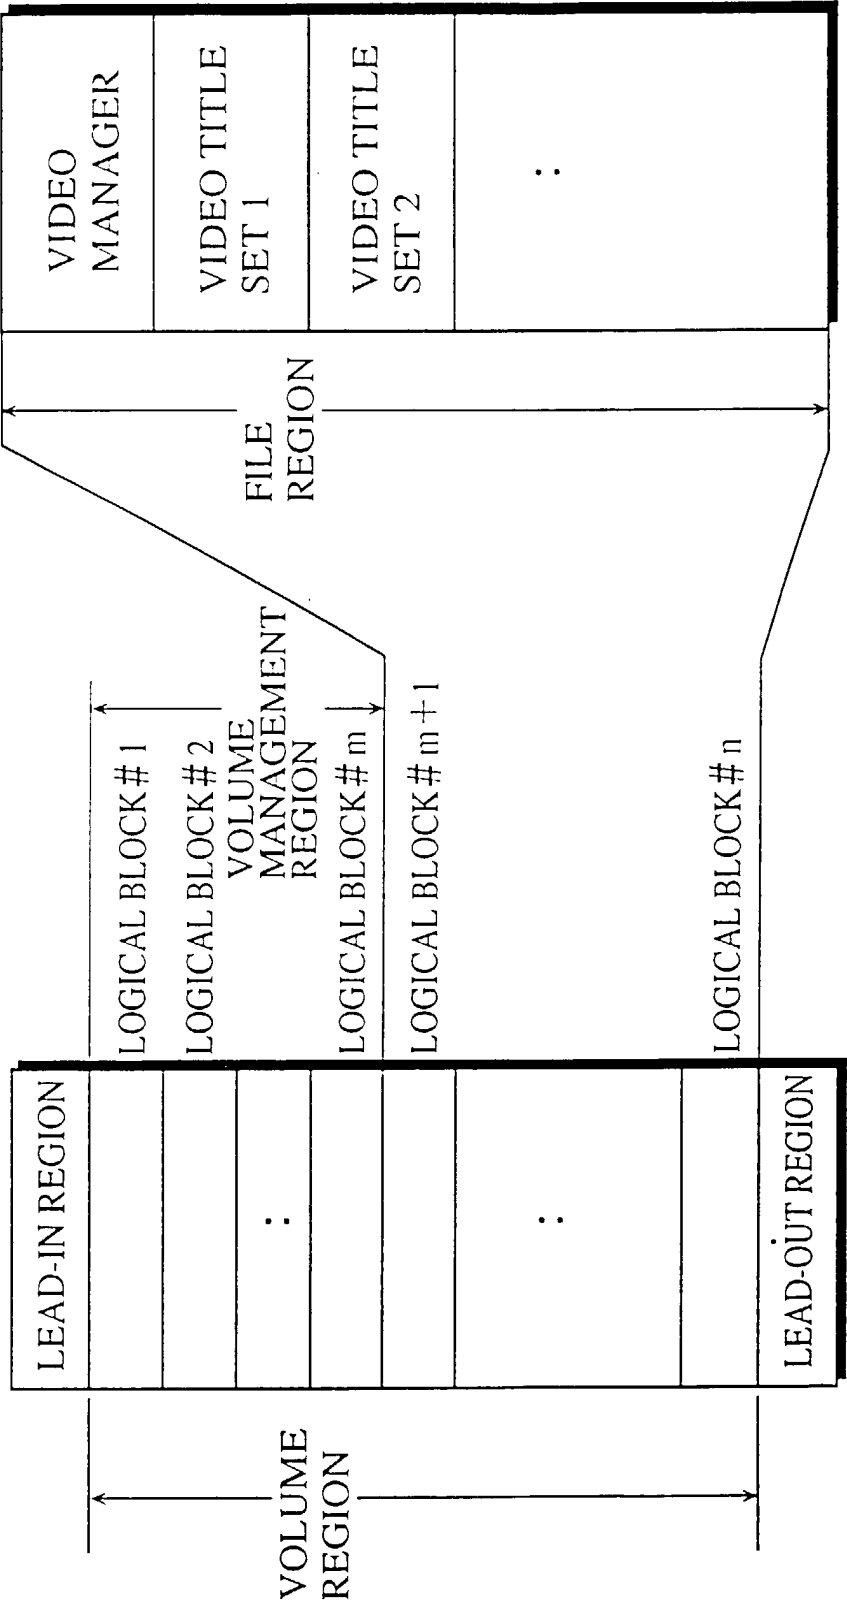 VOLUME
REGION
LEAD-IN REGION
:
:
LEAD-OUT REGION
LOGICAL BLOCK#1
LOGICAL BLOCK#2
VOLUME
MANAGEMENT
REGION
LOGICAL BLOCK#m
LOGICAL BLOCK#m+1
LOGICAL BLOCK#n
FILE
REGION
VIDEO
MANAGER
VIDEO TITLE
SET 1
VIDEO TITLE
SET 2
: